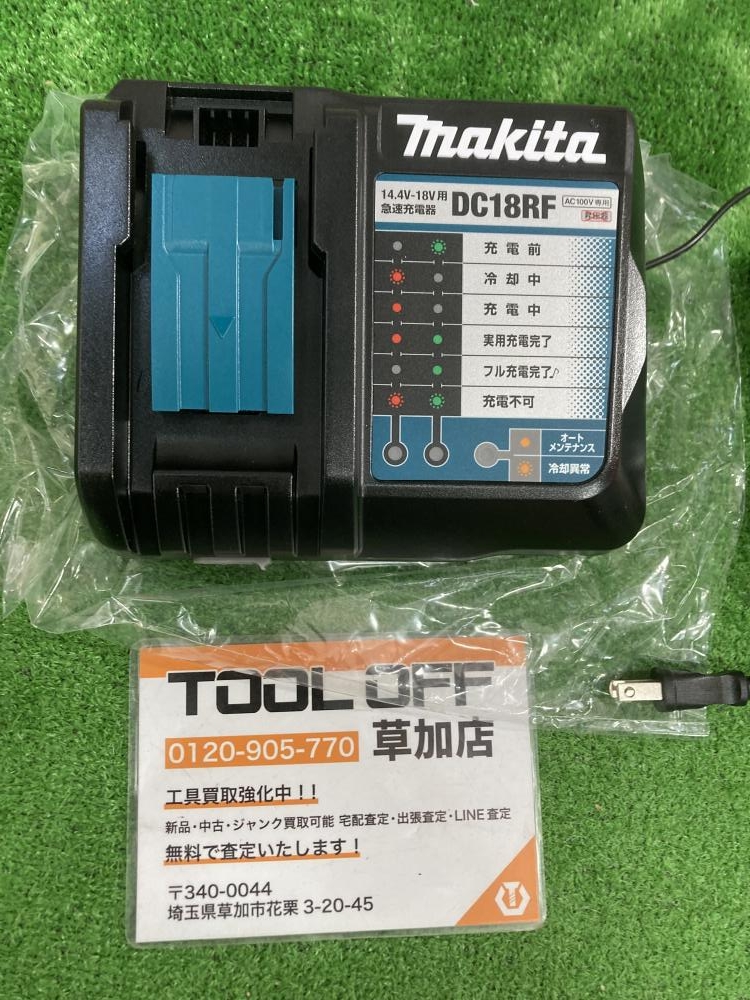 makita
14.4V-18V用
急速充電器
DC18RF
AC100V専用
充電前
冷却中
充電中
実用充電完了
フル充電完了♪
充電不可
オート
メンテナンス
冷却異常
TOOL OFF
0120-905-770 草加店
工具買取強化中!!
新品・中古・ジャンク買取可能 宅配査定・出張査定・LINE査定
無料で査定いたします!
〒340-0044
埼玉県草加市花栗3-20-45